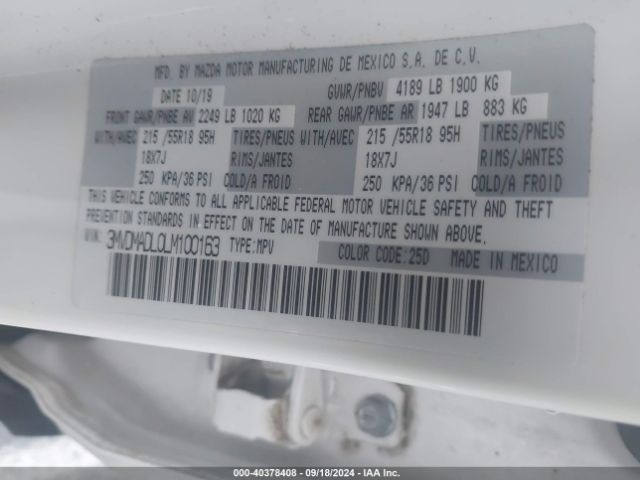 MFD. BY MAZDA MOTOR MANUFACTURING DE MEXICO S.A. DE C.V.
DATE 10/19 GVWR/PNBV 4189 LB 1900 KG
FRONT GAWR/PNBE AV 2249 LB 1020 KG REAR GAWR/PNBE AR 1947 LB 883 KG
WITH/AVEC 215 /55R18 95H TIRES/PNEUS WITH/AVEC 215 /55R18 95H TIRES/PNEUS
18X7J RIMS/JANTES 18X7J RIMS/JANTES
250 KPA/36 PSI COLD/A FROID 250 KPA/36 PSI COLD/A FROID
THIS VEHICLE CONFORMS TO ALL APPLICABLE FEDERAL MOTOR VEHICLE SAFETY AND THEFT
PREVENTION STANDARDS IN EFFECT ON THE DATE OF MANUFACTURE SHOWN ABOVE.
VIN: 3MVDMADL0LM100163 TYPE: MPV COLOR CODE: 25D MADE IN MEXICO
000-40378408 - 09/18/2024 - IAA Inc.